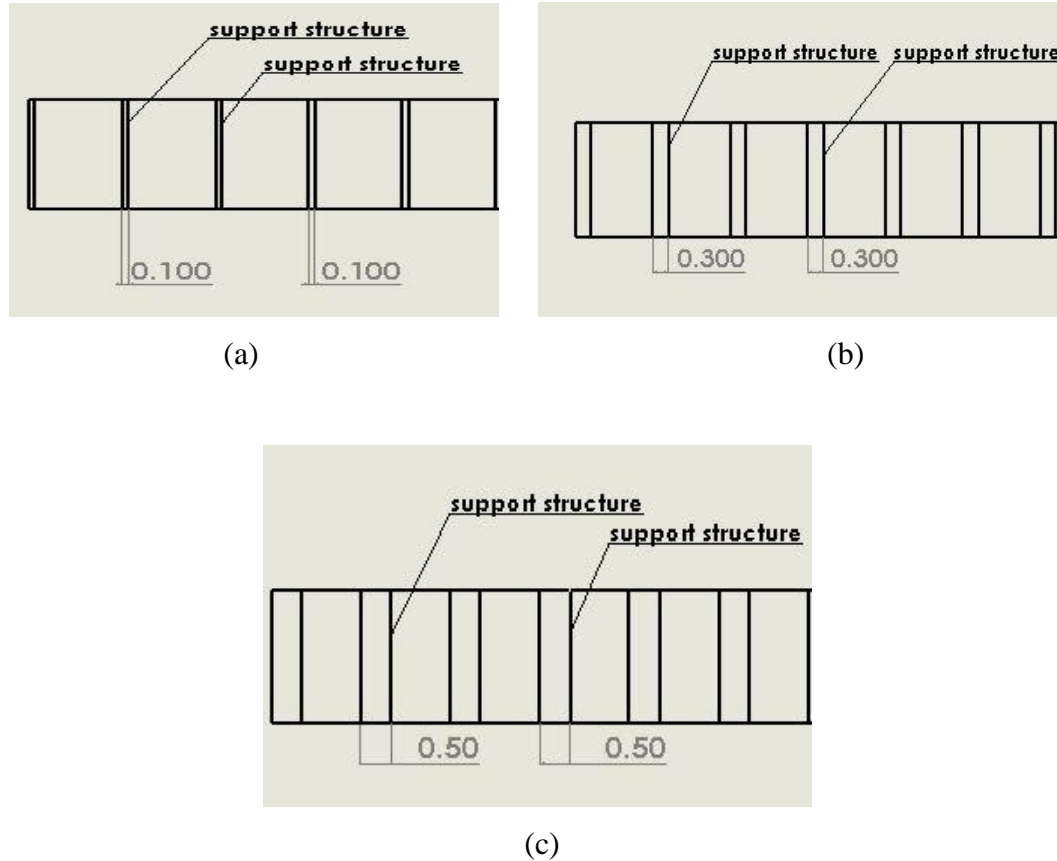 support structure
support structure
0.100 0.100
(a)
support structure support structure
0.300 0.300
(b)
support structure
support structure
0.50 0.50
(c)